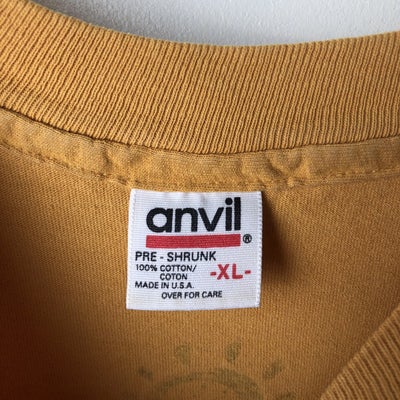 anvil®
PRE - SHRUNK
100% COTTON/
COTON
-XL-
MADE IN U.S.A.
OVER FOR CARE